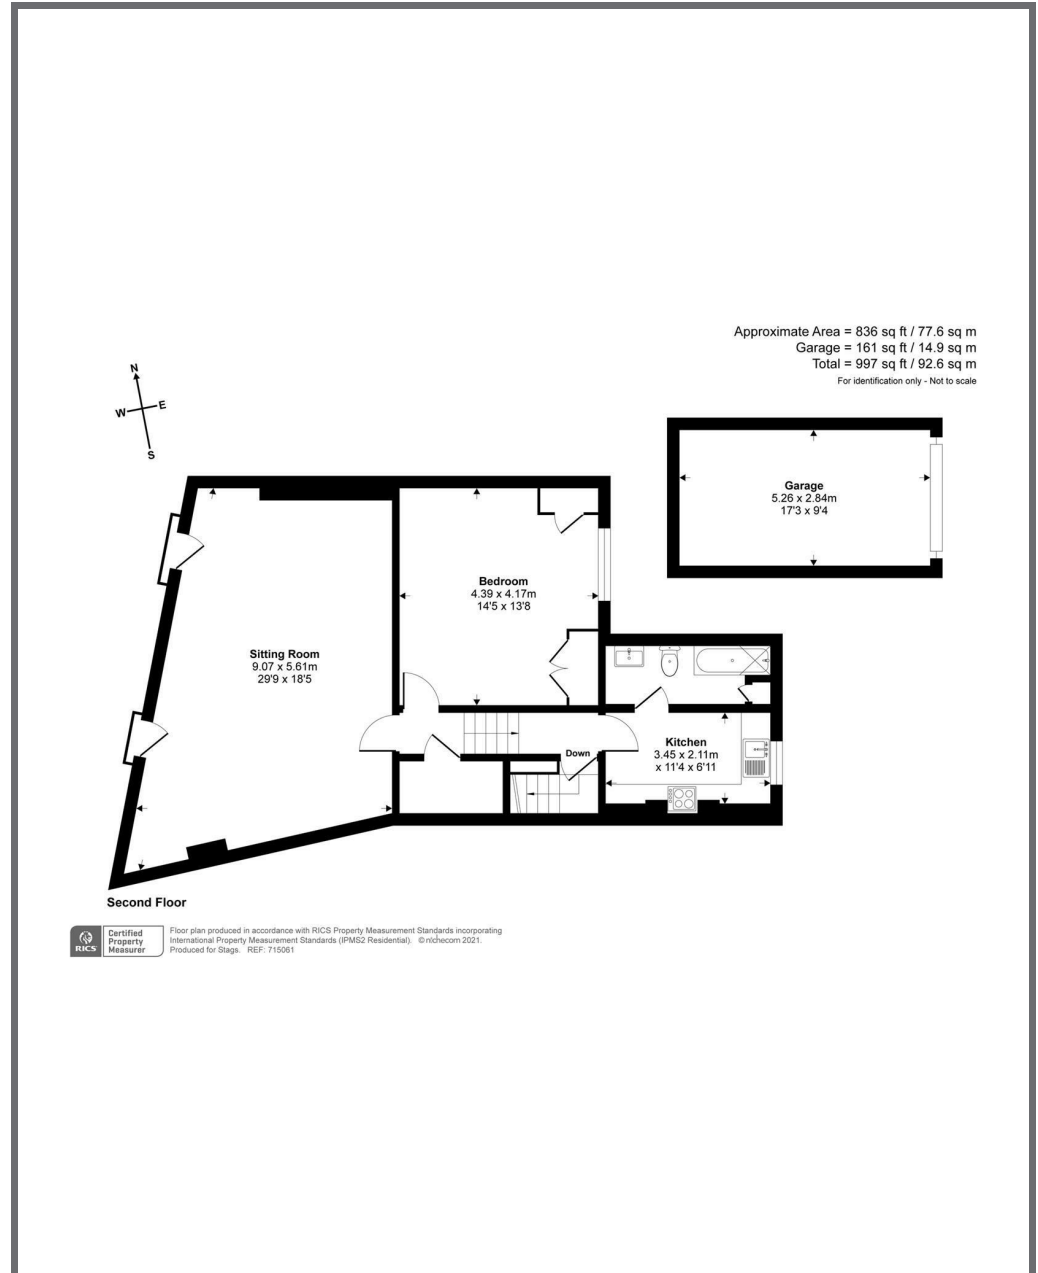 Approximate Area = 836 sq ft / 77.6 sq m
Garage = 161 sq ft / 14.9 sq m
Total = 997 sq ft / 92.6 sq m
For identification only - Not to scale
N
W
E
S
Garage
5.26 x 2.84m
17'3 x 9'4
Bedroom
4.39 x 4.17m
14'5 x 13'8
Sitting Room
9.07 x 5.61m
29'9 x 18'5
Kitchen
3.45 x 2.11m
x 11'4 x 6'11
Down
Second Floor
RICS
Certified
Property
Measurer
Floor plan produced in accordance with RICS Property Measurement Standards incorporating
International Property Measurement Standards (IPMS2 Residential). © nichecom 2021.
Produced for Stags. REF: 715061